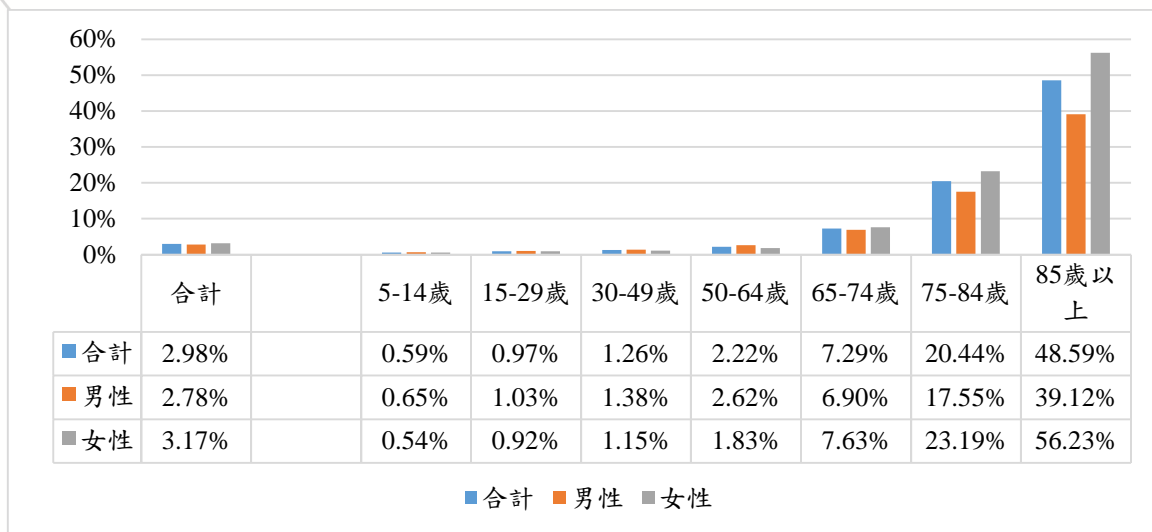 60%
50%
40%
30%
20%
10%
0%
合計 5-14歲 15-29歲 30-49歲 50-64歲 65-74歲 75-84歲 85歲以
上
合計 2.98% 0.59% 0.97% 1.26% 2.22% 7.29% 20.44% 48.59%
男性 2.78% 0.65% 1.03% 1.38% 2.62% 6.90% 17.55% 39.12%
女性 3.17% 0.54% 0.92% 1.15% 1.83% 7.63% 23.19% 56.23%
合計 男性 女性